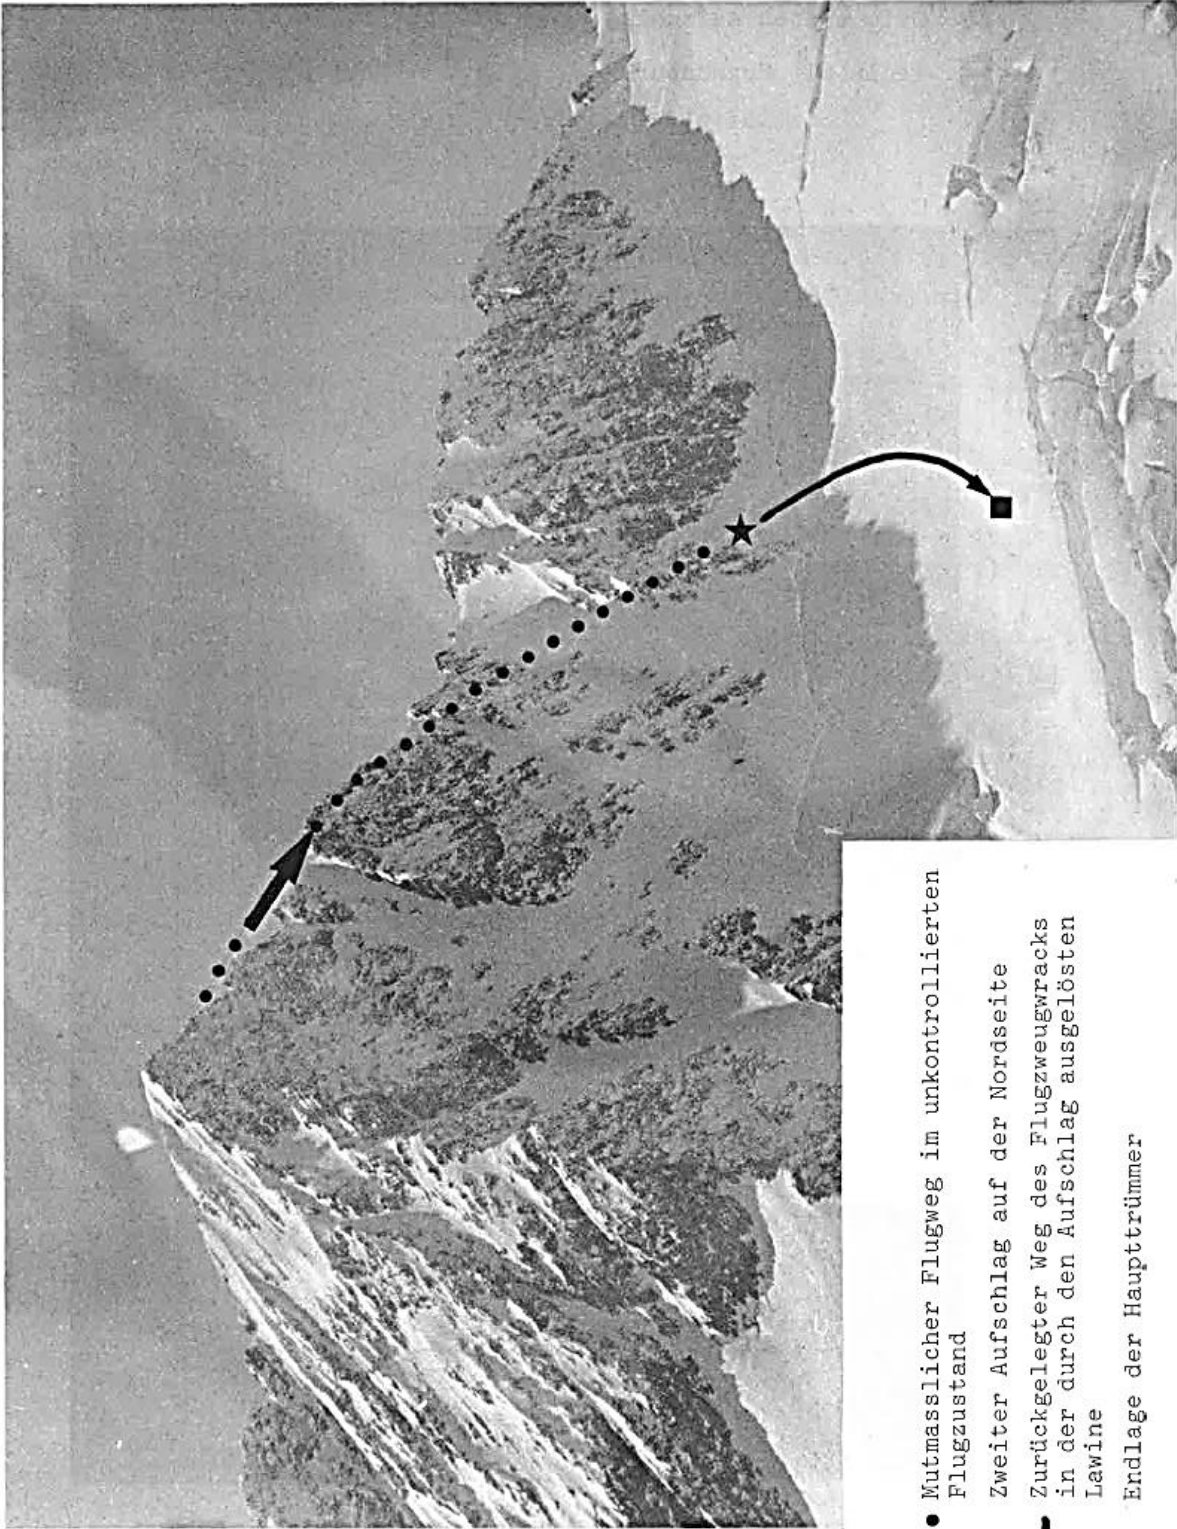 ● Mutmasslicher Flugweg im unkontrollierten
Flugzustand
Zweiter Aufschlag auf der Nordseite
Zurückgelegter Weg des Flugzweugwracks
in der durch den Aufschlag ausgelösten
Lawine
Endlage der Haupttrümmer